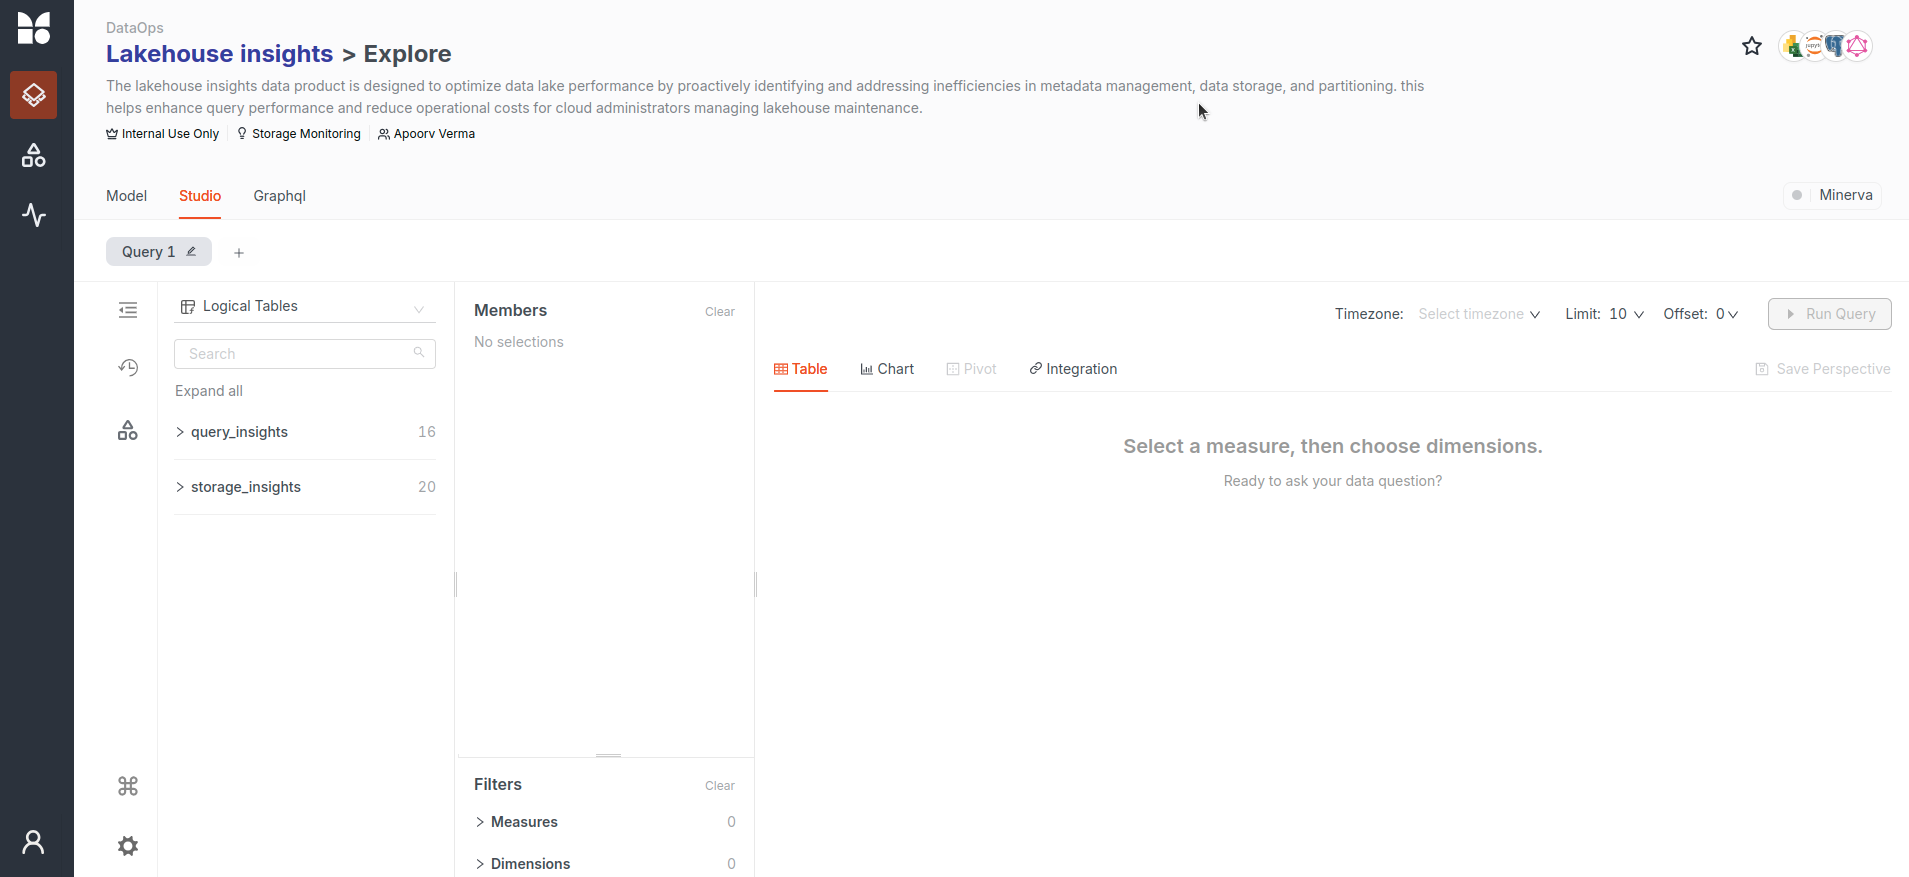 DataOps
Lakehouse insights > Explore
The lakehouse insights data product is designed to optimize data lake performance by proactively identifying and addressing inefficiencies in metadata management, data storage, and partitioning. this
helps enhance query performance and reduce operational costs for cloud administrators managing lakehouse maintenance.
Internal Use Only Storage Monitoring Apoorv Verma
Model Studio Graphql
Minerva
Query 1 +
Logical Tables
Search
Expand all
query_insights 16
storage_insights 20
Members Clear
No selections
Filters Clear
Measures 0
Dimensions 0
Timezone: Select timezone Limit: 10 Offset: 0 Run Query
Table Chart Pivot Integration Save Perspective
Select a measure, then choose dimensions.
Ready to ask your data question?